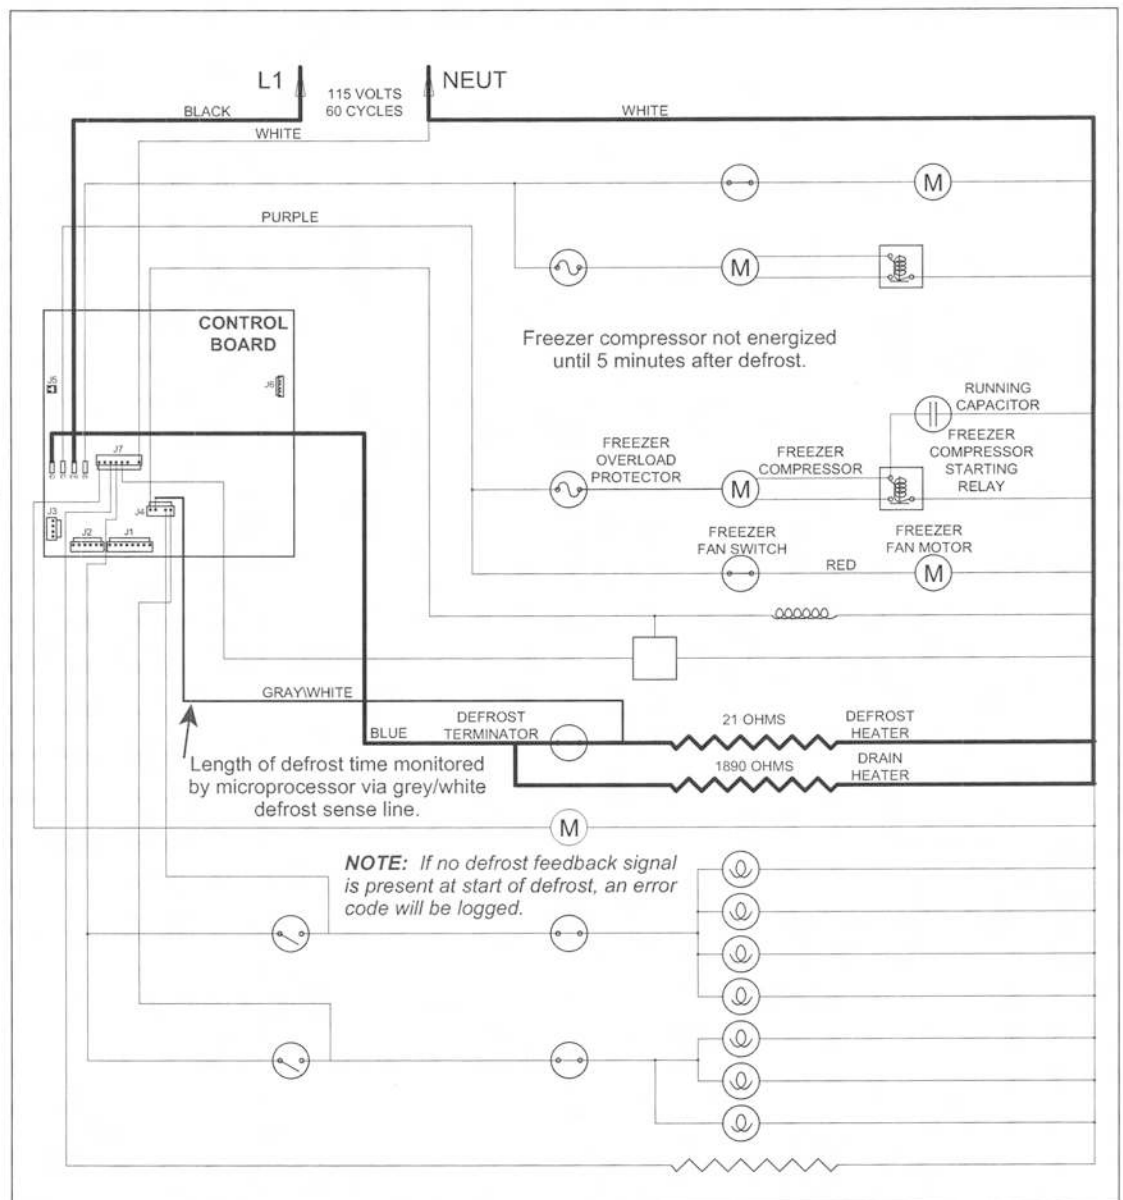 L1
115 VOLTS
60 CYCLES
NEUT
BLACK
WHITE
WHITE
PURPLE
CONTROL
BOARD
J5
J6
Freezer compressor not energized
until 5 minutes after defrost.
RUNNING
CAPACITOR
FREEZER
OVERLOAD
PROTECTOR
FREEZER
COMPRESSOR
FREEZER
COMPRESSOR
STARTING
RELAY
J7
J4
J3
J2
J1
M
M
M
FREEZER
FAN SWITCH
RED
FREEZER
FAN MOTOR
M
GRAY\WHITE
BLUE
DEFROST
TERMINATOR
21 OHMS
DEFROST
HEATER
1890 OHMS
DRAIN
HEATER
Length of defrost time monitored
by microprocessor via grey/white
defrost sense line.
M
NOTE: If no defrost feedback signal
is present at start of defrost, an error
code will be logged.